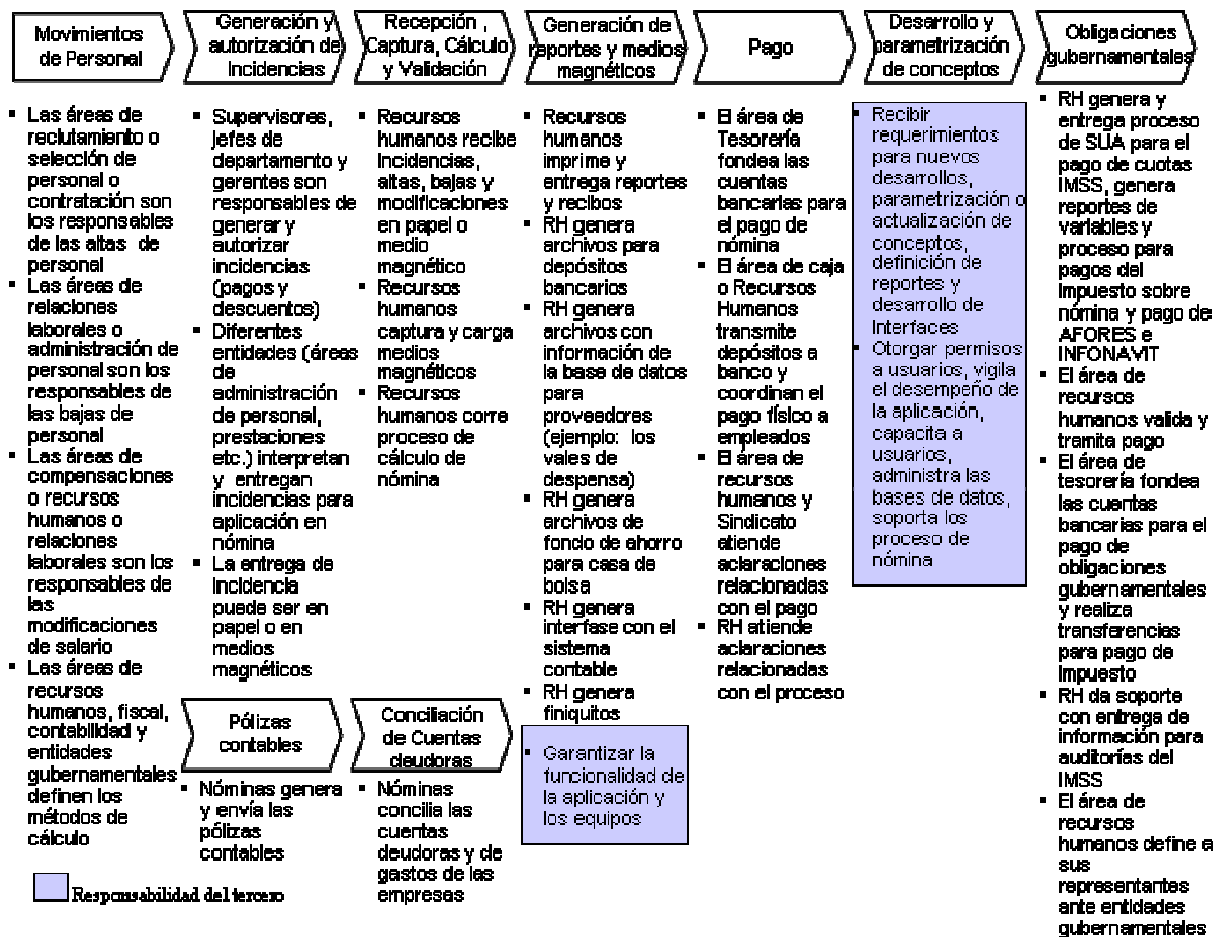 Movimientos
de Personal
Las áreas de
reclutamiento o
selección de
personal o
contratación son
los responsables
de las altas de
personal
Las áreas de
relaciones
laborales o
administración de
personal son los
responsables de
las bajas de
personal
Las áreas de
compensaciones
o recursos
humanos o
relaciones
laborales son los
responsables de
las
modificaciones
de salario
Las áreas de
recursos
humanos, fiscal,
contabilidad y
entidades
gubernamentales
definen los
métodos de
cálculo
Generación y
autorización de
Incidencias
Supervisores,
jefes de
departamento y
gerentes son
responsables de
generar y
autorizar
incidencias
(pagos y
descuentos)
Diferentes
entidades (áreas
de
administración
de personal,
prestaciones
etc.) interpretan
y entregan
incidencias para
aplicación en
nómina
La entrega de
incidencia
puede ser en
papel o en
medios
magnéticos
Recepción ,
Captura, Cálculo
y Validación
Recursos
humanos recibe
Incidencias,
altas, bajas y
modificaciones
en papel o
medio
magnético
Recursos
humanos
captura y carga
medios
magnéticos
Recursos
humanos corre
proceso de
cálculo de
nómina
Generación de
reportes y medios
magnéticos
Recursos
humanos
imprime y
entrega reportes
y recibos
RH genera
archivos para
depósitos
bancarios
RH genera
archivos con
información de
la base de datos
para
proveedores
(ejemplo: los
vales de
despensa)
RH genera
archivos de
fondo de ahorro
para casa de
bolsa
RH genera
interfase con el
sistema
contable
RH genera
finiquitos
Garantizar la
funcionalidad de
la aplicación y
los equipos
Pago
El área de
Tesorería
fondea las
cuentas
bancarias para
el pago de
nómina
El área de caja
o Recursos
Humanos
transmite
depósitos a
banco y
coordinan el
pago físico a
empleados
El área de
recursos
humanos y
Sindicato
atiende
aclaraciones
relacionadas
con el pago
RH atiende
aclaraciones
relacionadas
con el proceso
Desarrollo y
parametrización
de conceptos
Recibir
requerimientos
para nuevos
desarrollos,
parametrización o
actualización de
conceptos,
definición de
reportes y
desarrollo de
Interfaces
Otorgar permisos
a usuarios, vigila
el desempeño de
la aplicación,
capacita a
usuarios,
administra las
bases de datos,
soporta los
proceso de
nómina
Obligaciones
gubernamentales
RH genera y
entrega proceso
de SUA para el
pago de cuotas
IMSS, genera
reportes de
variables y
proceso para
pagos del
Impuesto sobre
nómina y pago de
AFORES e
INFONAVIT
El área de
recursos
humanos valida y
tramita pago
El área de
tesorería fondea
las cuentas
bancarias para el
pago de
obligaciones
gubernamentales
y realiza
transferencias
para pago de
Impuesto
RH da soporte
con entrega de
información para
auditorías del
IMSS
El área de
recursos
humanos define a
sus
representantes
ante entidades
gubernamentales
Pólizas
contables
Nóminas genera
y envía las
pólizas
contables
Conciliación
de Cuentas
deudoras
Nóminas
concilia las
cuentas
deudoras y de
gastos de las
empresas
Responsabilidad del tercero